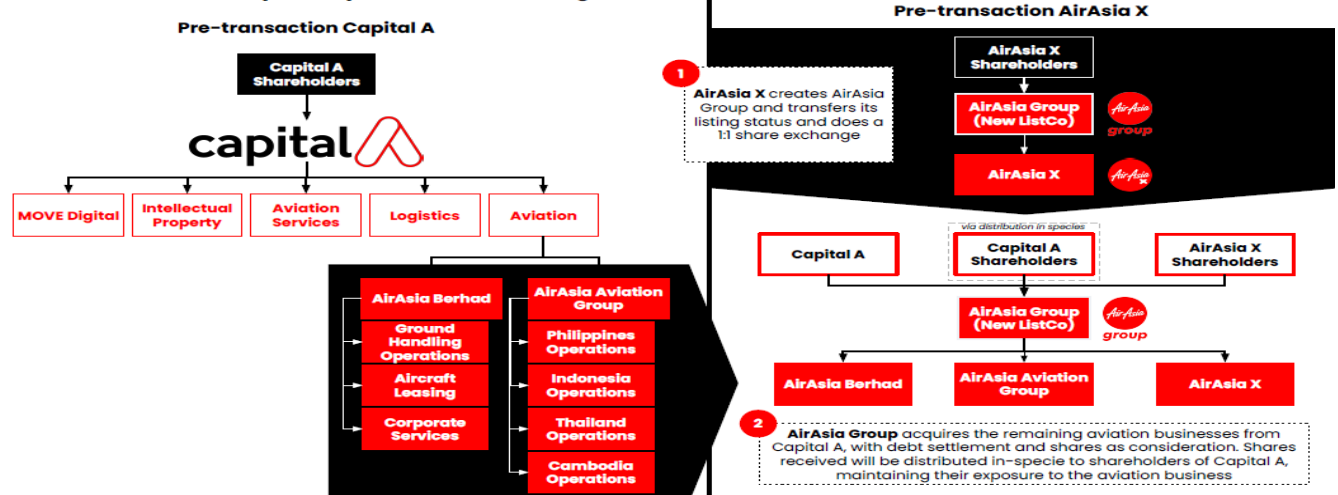 Pre-transaction Capital A
Capital A
Shareholders
capital
MOVE Digital
Intellectual
Property
Aviation
Services
Logistics
Aviation
AirAsia Berhad
Ground
Handling
Operations
Aircraft
Leasing
Corporate
Services
AirAsia Aviation
Group
Philippines
Operations
Indonesia
Operations
Thailand
Operations
Cambodia
Operations
Pre-transaction AirAsia X
1
AirAsia X creates AirAsia
Group and transfers its
listing status and does a
1:1 share exchange
AirAsia X
Shareholders
AirAsia Group
(New ListCo)
AirAsia
group
AirAsia X
AirAsia
X
via distribution in species
Capital A
Capital A
Shareholders
AirAsia X
Shareholders
AirAsia Group
(New ListCo)
AirAsia
group
AirAsia Berhad
AirAsia Aviation
Group
AirAsia X
2
AirAsia Group acquires the remaining aviation businesses from
Capital A, with debt settlement and shares as consideration. Shares
received will be distributed in-specie to shareholders of Capital A,
maintaining their exposure to the aviation business